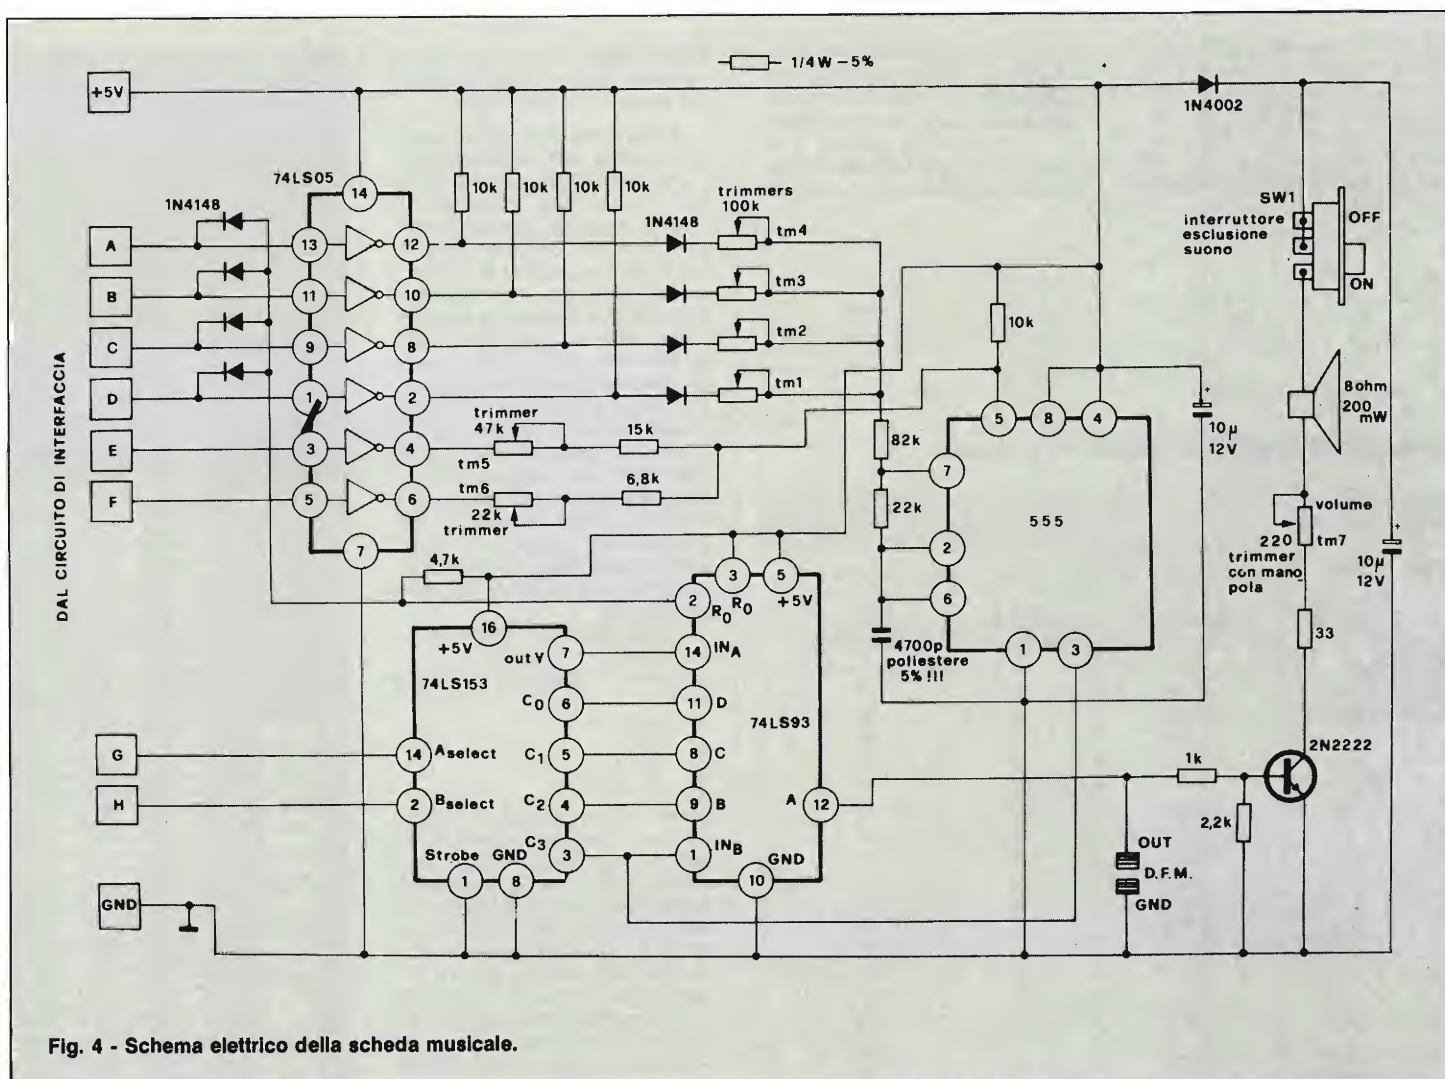 1/4 W – 5%
+5V
1N4002
74LS05
14
10k
10k
10k
10k
trimmers
100k
1N4148
1N4148
SW1
interruttore
esclusione
suono
OFF
ON
A
13
12
tm4
B
11
10
tm3
C
9
8
tm2
D
1
2
tm1
E
3
4
trimmer
47k
tm5
15k
F
5
6
tm6
22k
trimmer
6,8k
7
DAL CIRCUITO DI INTERFACCIA
10k
5
8
4
82k
7
22k
2
6
555
1
3
4700p
poliestere
5% !!!
10µ
12V
+
8 ohm
200
mW
volume
220
tm7
trimmer
con mano
pola
10µ
12V
+
33
4,7k
16
+5V
74LS153
out Y
7
C0
6
C1
5
C2
4
C3
3
G
14
A select
H
2
B select
Strobe
1
GND
8
3
R0
5
+5V
2
R0
14
INA
11
D
8
C
9
B
1
INB
74LS93
A
12
GND
10
1k
2,2k
2N2222
OUT
D.F.M.
GND
GND
Fig. 4 - Schema elettrico della scheda musicale.